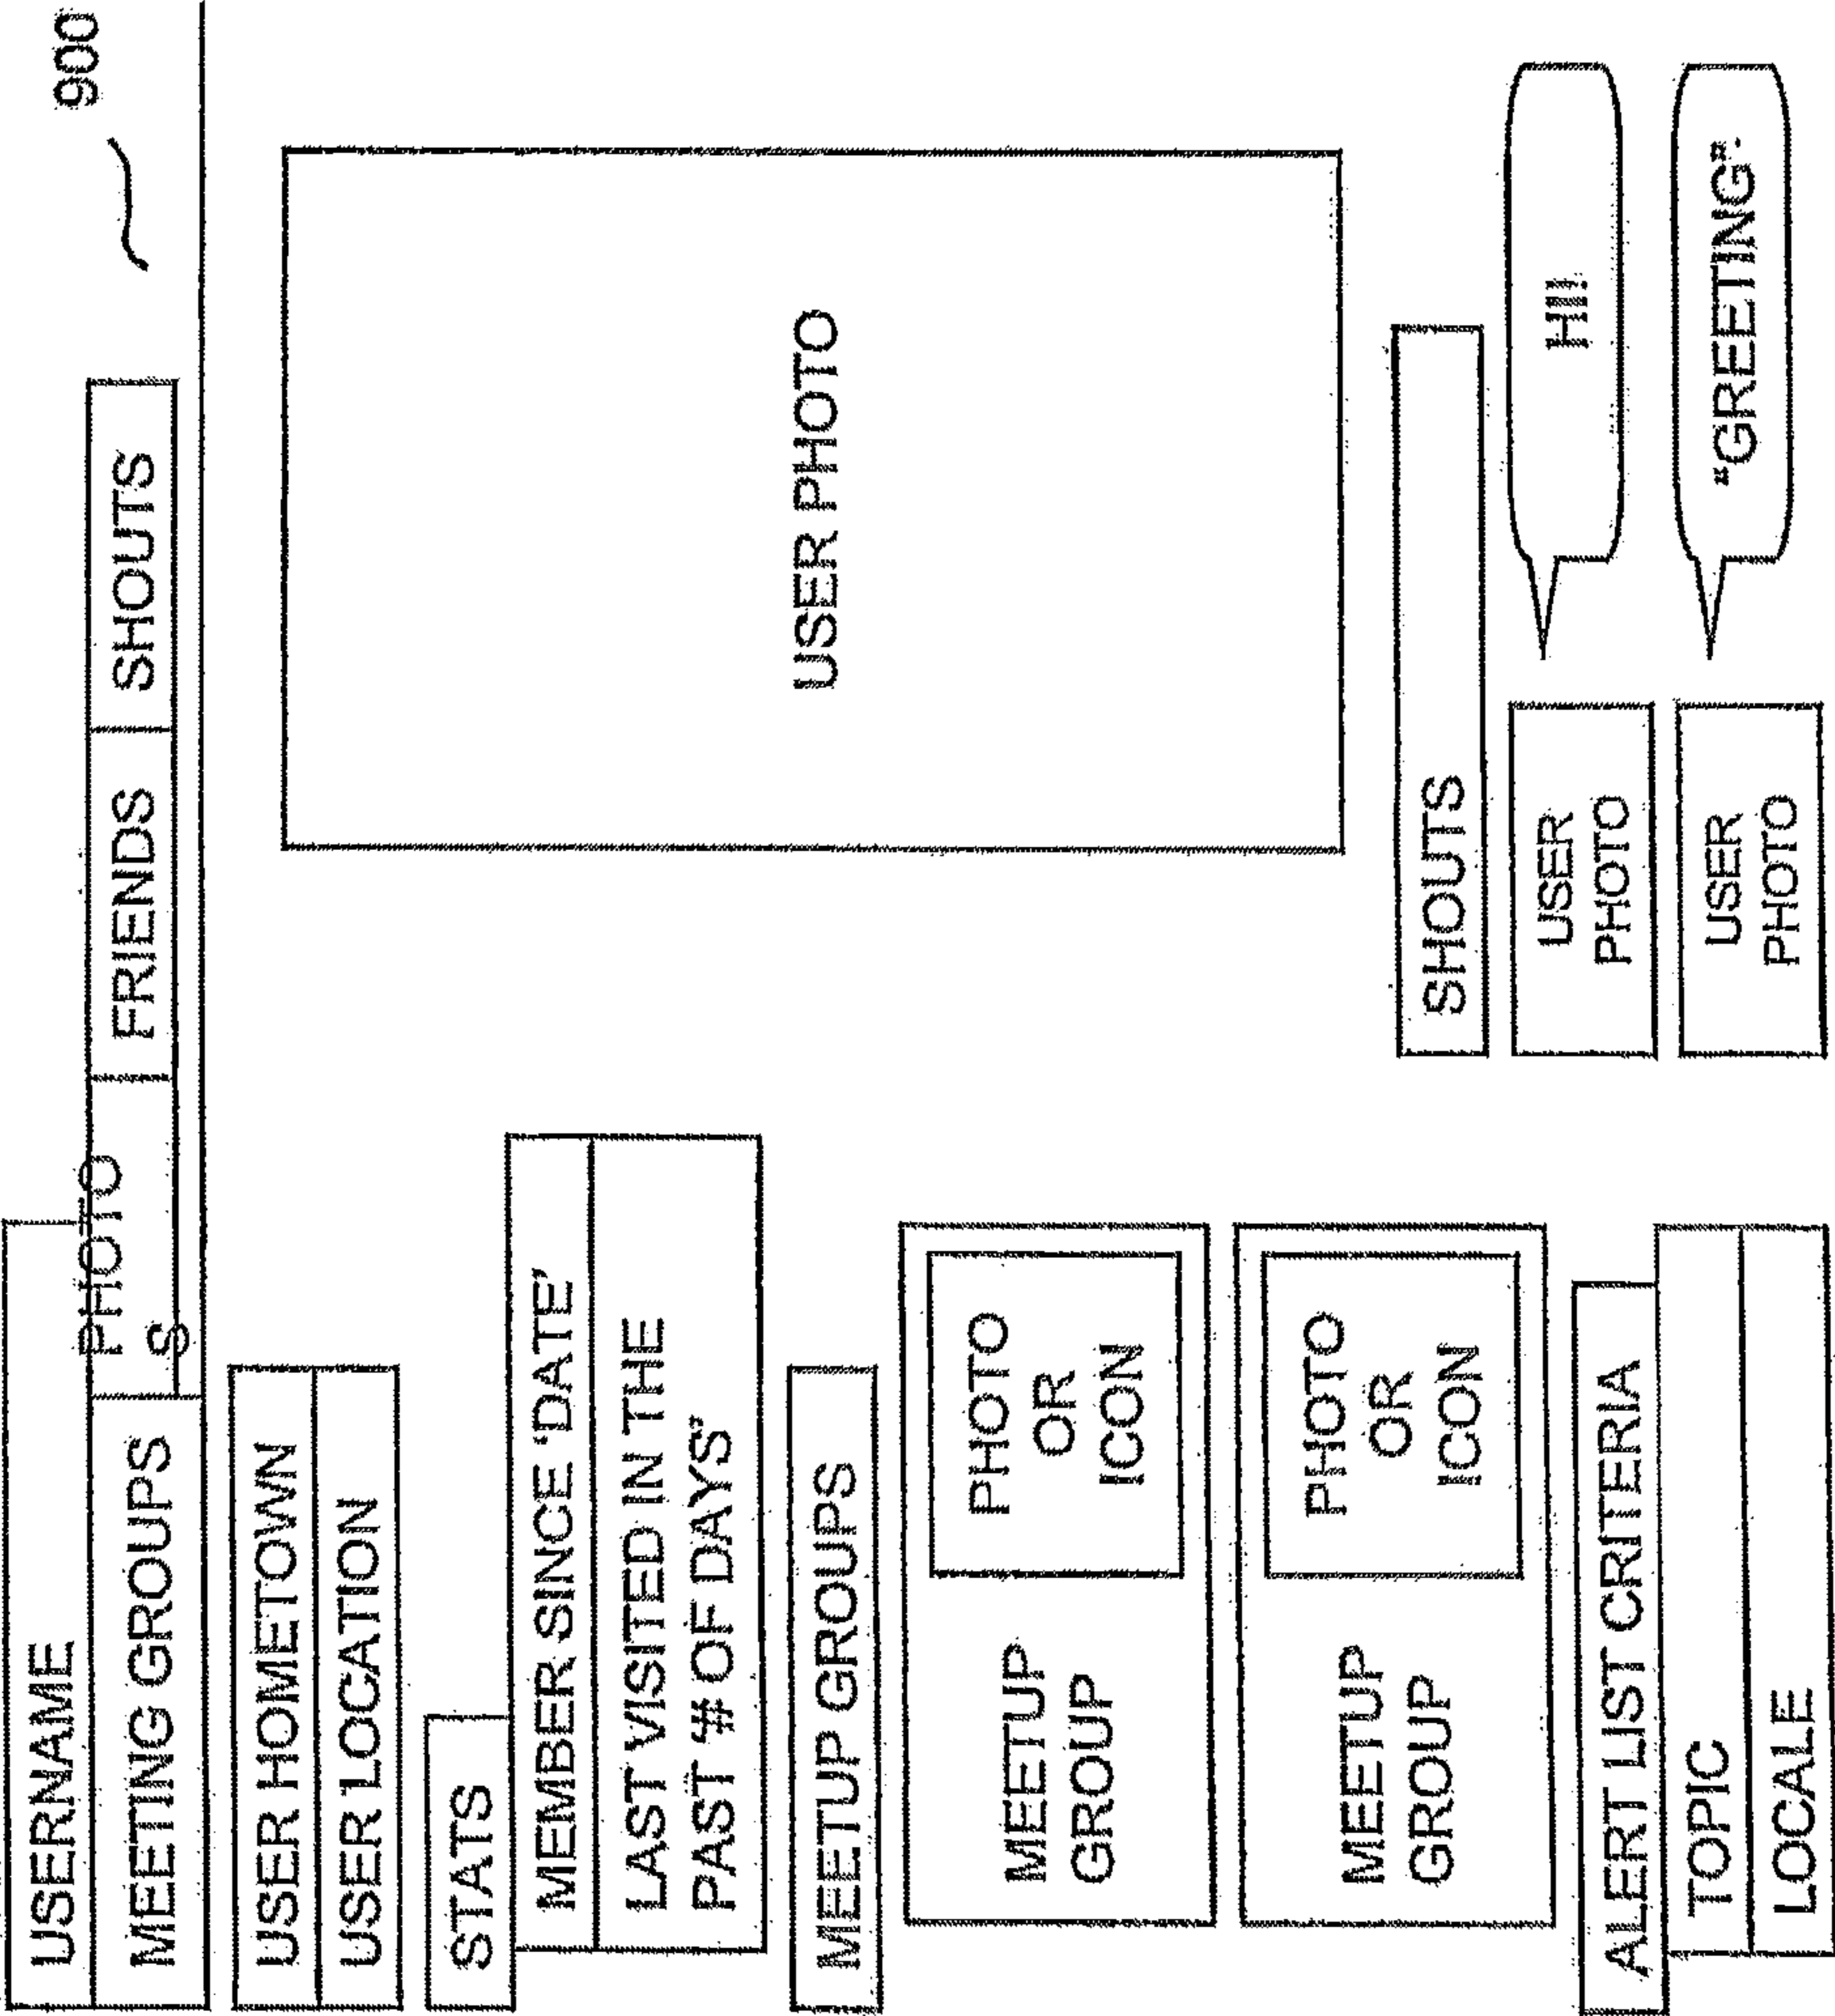 900
USERNAME
MEETING GROUPS
PHOTO
S
FRIENDS
SHOUTS
USER HOMETOWN
USER LOCATION
STATS
MEMBER SINCE 'DATE'
LAST VISITED IN THE
PAST '# OF DAYS'
MEETUP GROUPS
MEETUP
GROUP
PHOTO
OR
ICON
MEETUP
GROUP
PHOTO
OR
ICON
ALERT LIST CRITERIA
TOPIC
LOCALE
USER PHOTO
SHOUTS
USER
PHOTO
HI!
USER
PHOTO
"GREETING"